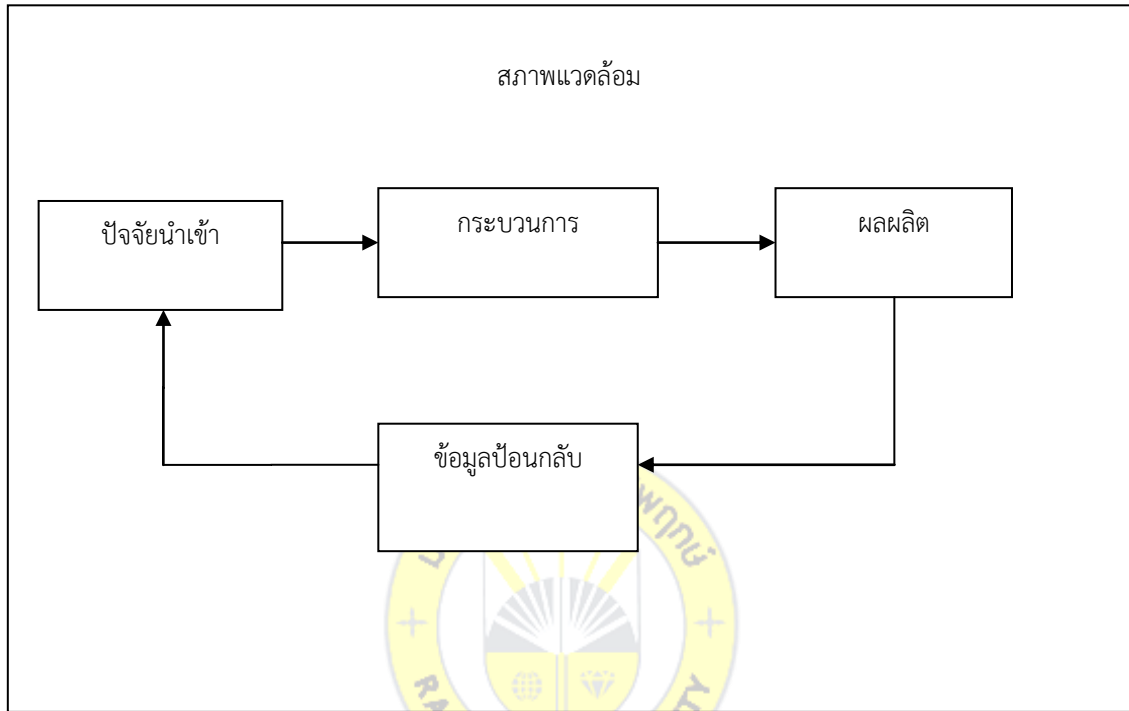 สภาพแวดล้อม
ปัจจัยนำเข้า
กระบวนการ
ผลผลิต
ข้อมูลป้อนกลับ